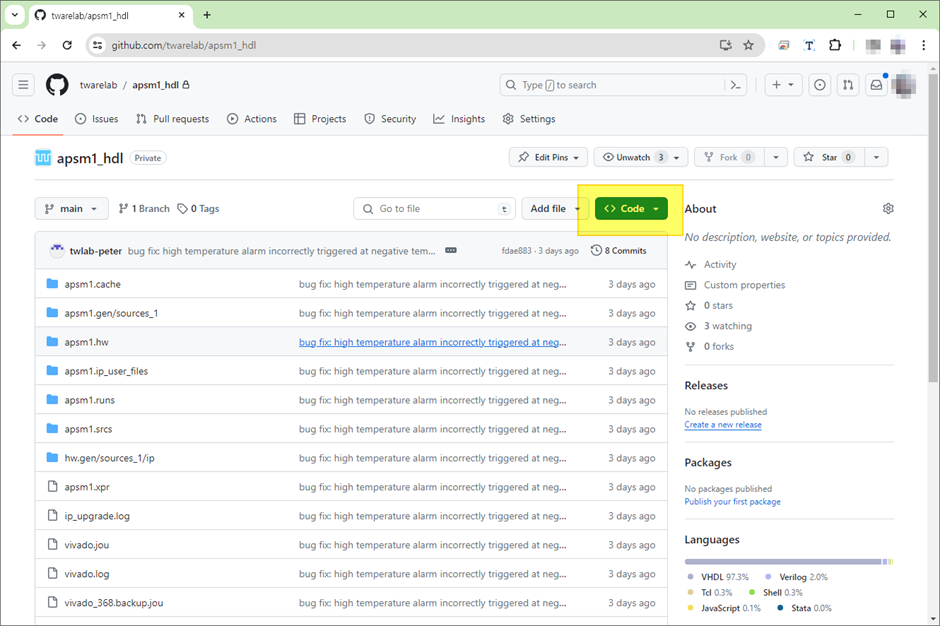 twarelab/apsm1_hdl
github.com/twarelab/apsm1_hdl
twarelab / apsm1_hdl
Type / to search
Code Issues Pull requests Actions Projects Security Insights Settings
apsm1_hdl Private
Edit Pins Unwatch 3 Fork 0 Star 0
main 1 Branch 0 Tags Go to file t Add file Code
About
No description, website, or topics provided.
Activity
Custom properties
0 stars
3 watching
0 forks
Releases
No releases published
Create a new release
Packages
No packages published
Publish your first package
Languages
VHDL 97.3% Verilog 2.0%
Tcl 0.3% Shell 0.3%
JavaScript 0.1% Stata 0.0%
twlab-peter bug fix: high temperature alarm incorrectly triggered at negative tem... fdae883 · 3 days ago 8 Commits
apsm1.cache bug fix: high temperature alarm incorrectly triggered at neg... 3 days ago
apsm1.gen/sources_1 bug fix: high temperature alarm incorrectly triggered at neg... 3 days ago
apsm1.hw bug fix: high temperature alarm incorrectly triggered at neg... 3 days ago
apsm1.ip_user_files bug fix: high temperature alarm incorrectly triggered at neg... 3 days ago
apsm1.runs bug fix: high temperature alarm incorrectly triggered at neg... 3 days ago
apsm1.srcs bug fix: high temperature alarm incorrectly triggered at neg... 3 days ago
hw.gen/sources_1/ip bug fix: high temperature alarm incorrectly triggered at neg... 3 days ago
apsm1.xpr bug fix: high temperature alarm incorrectly triggered at neg... 3 days ago
ip_upgrade.log bug fix: high temperature alarm incorrectly triggered at neg... 3 days ago
vivado.jou bug fix: high temperature alarm incorrectly triggered at neg... 3 days ago
vivado.log bug fix: high temperature alarm incorrectly triggered at neg... 3 days ago
vivado_368.backup.jou bug fix: high temperature alarm incorrectly triggered at neg... 3 days ago